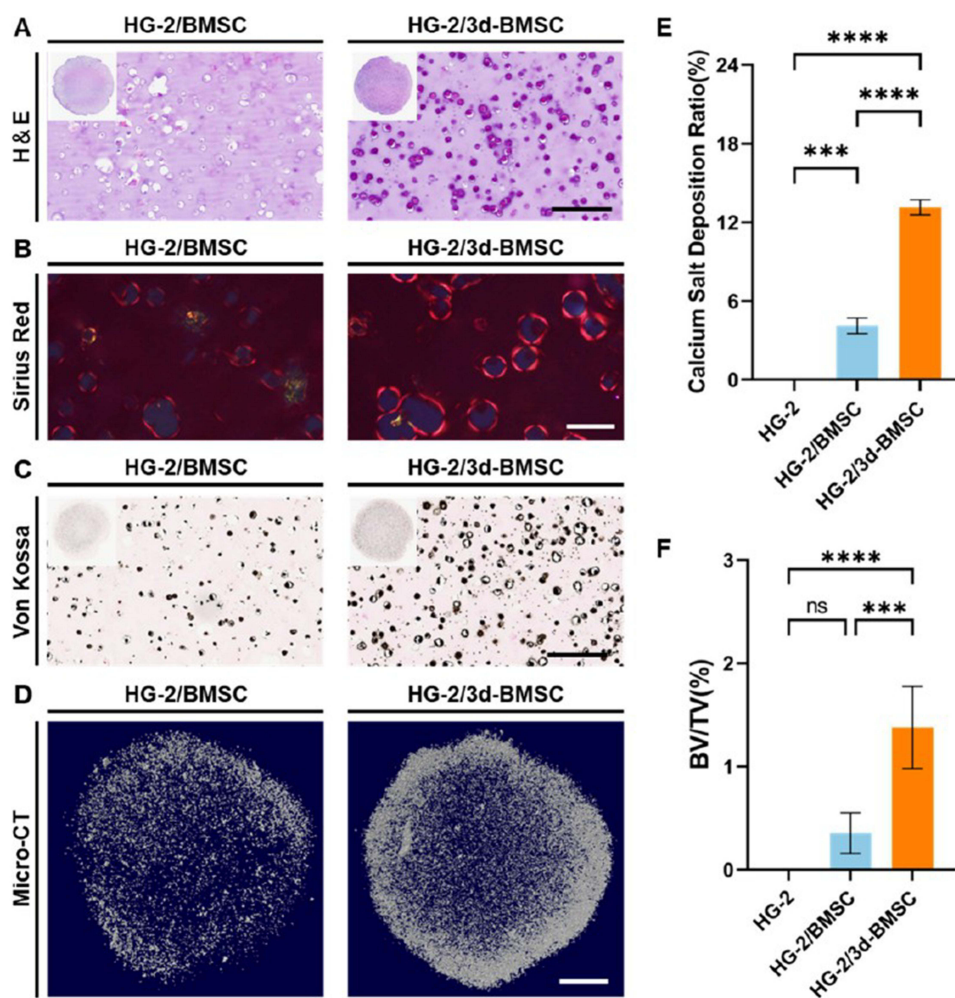 A
HG-2/BMSC
HG-2/3d-BMSC
H&E
B
HG-2/BMSC
HG-2/3d-BMSC
Sirius Red
C
HG-2/BMSC
HG-2/3d-BMSC
Von Kossa
D
HG-2/BMSC
HG-2/3d-BMSC
Micro-CT
E
****
****
***
24
18
12
6
0
Calcium Salt Deposition Ratio(%)
HG-2
HG-2/BMSC
HG-2/3d-BMSC
F
****
ns
***
3
2
1
0
BV/TV(%)
HG-2
HG-2/BMSC
HG-2/3d-BMSC